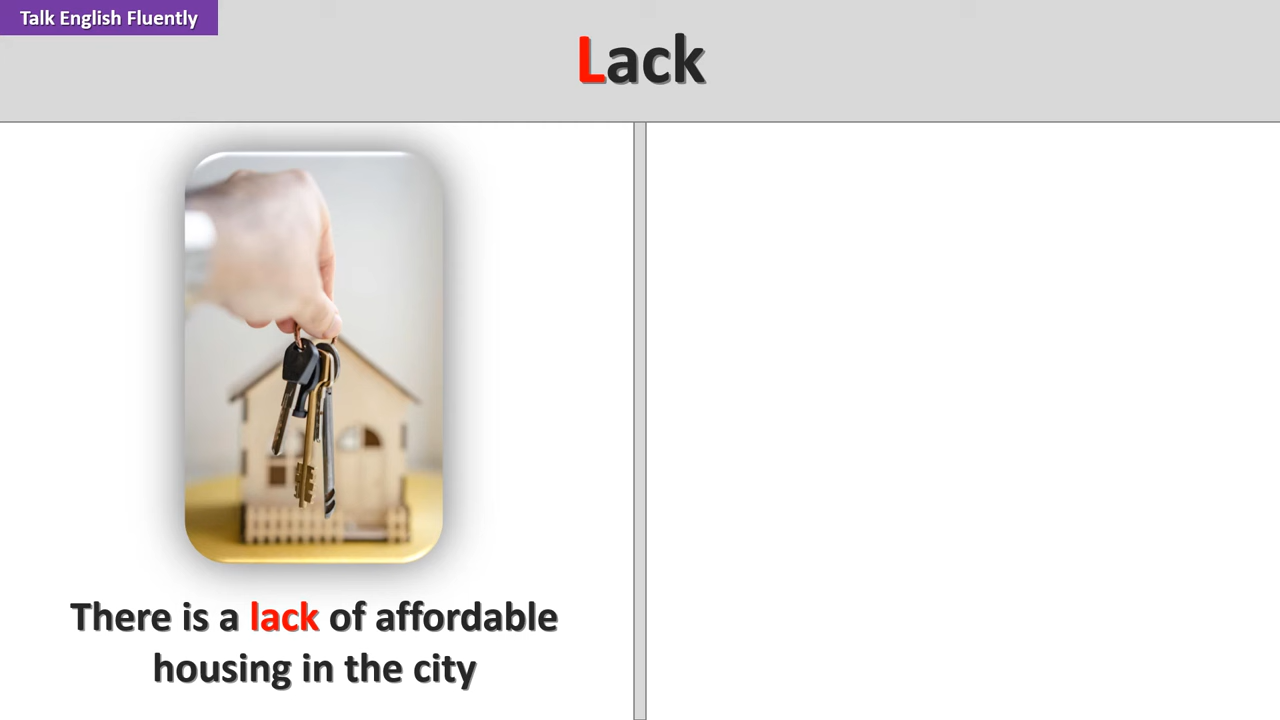 Talk English Fluently
Lack
There is a lack of affordable
housing in the city